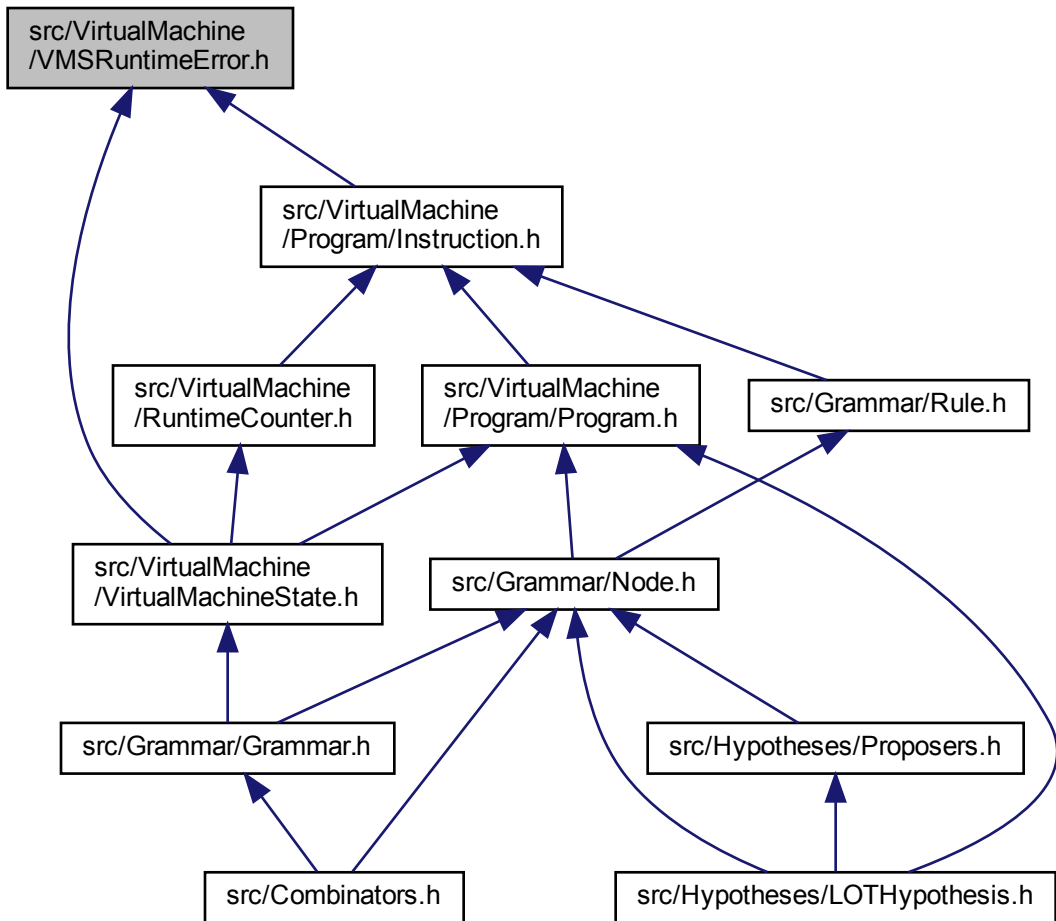 src/VirtualMachine
/VMSRuntimeError.h
src/VirtualMachine
/Program/Instruction.h
src/VirtualMachine
/RuntimeCounter.h
src/VirtualMachine
/Program/Program.h
src/Grammar/Rule.h
src/VirtualMachine
/VirtualMachineState.h
src/Grammar/Node.h
src/Grammar/Grammar.h
src/Hypotheses/Proposers.h
src/Combinators.h
src/Hypotheses/LOTHypothesis.h